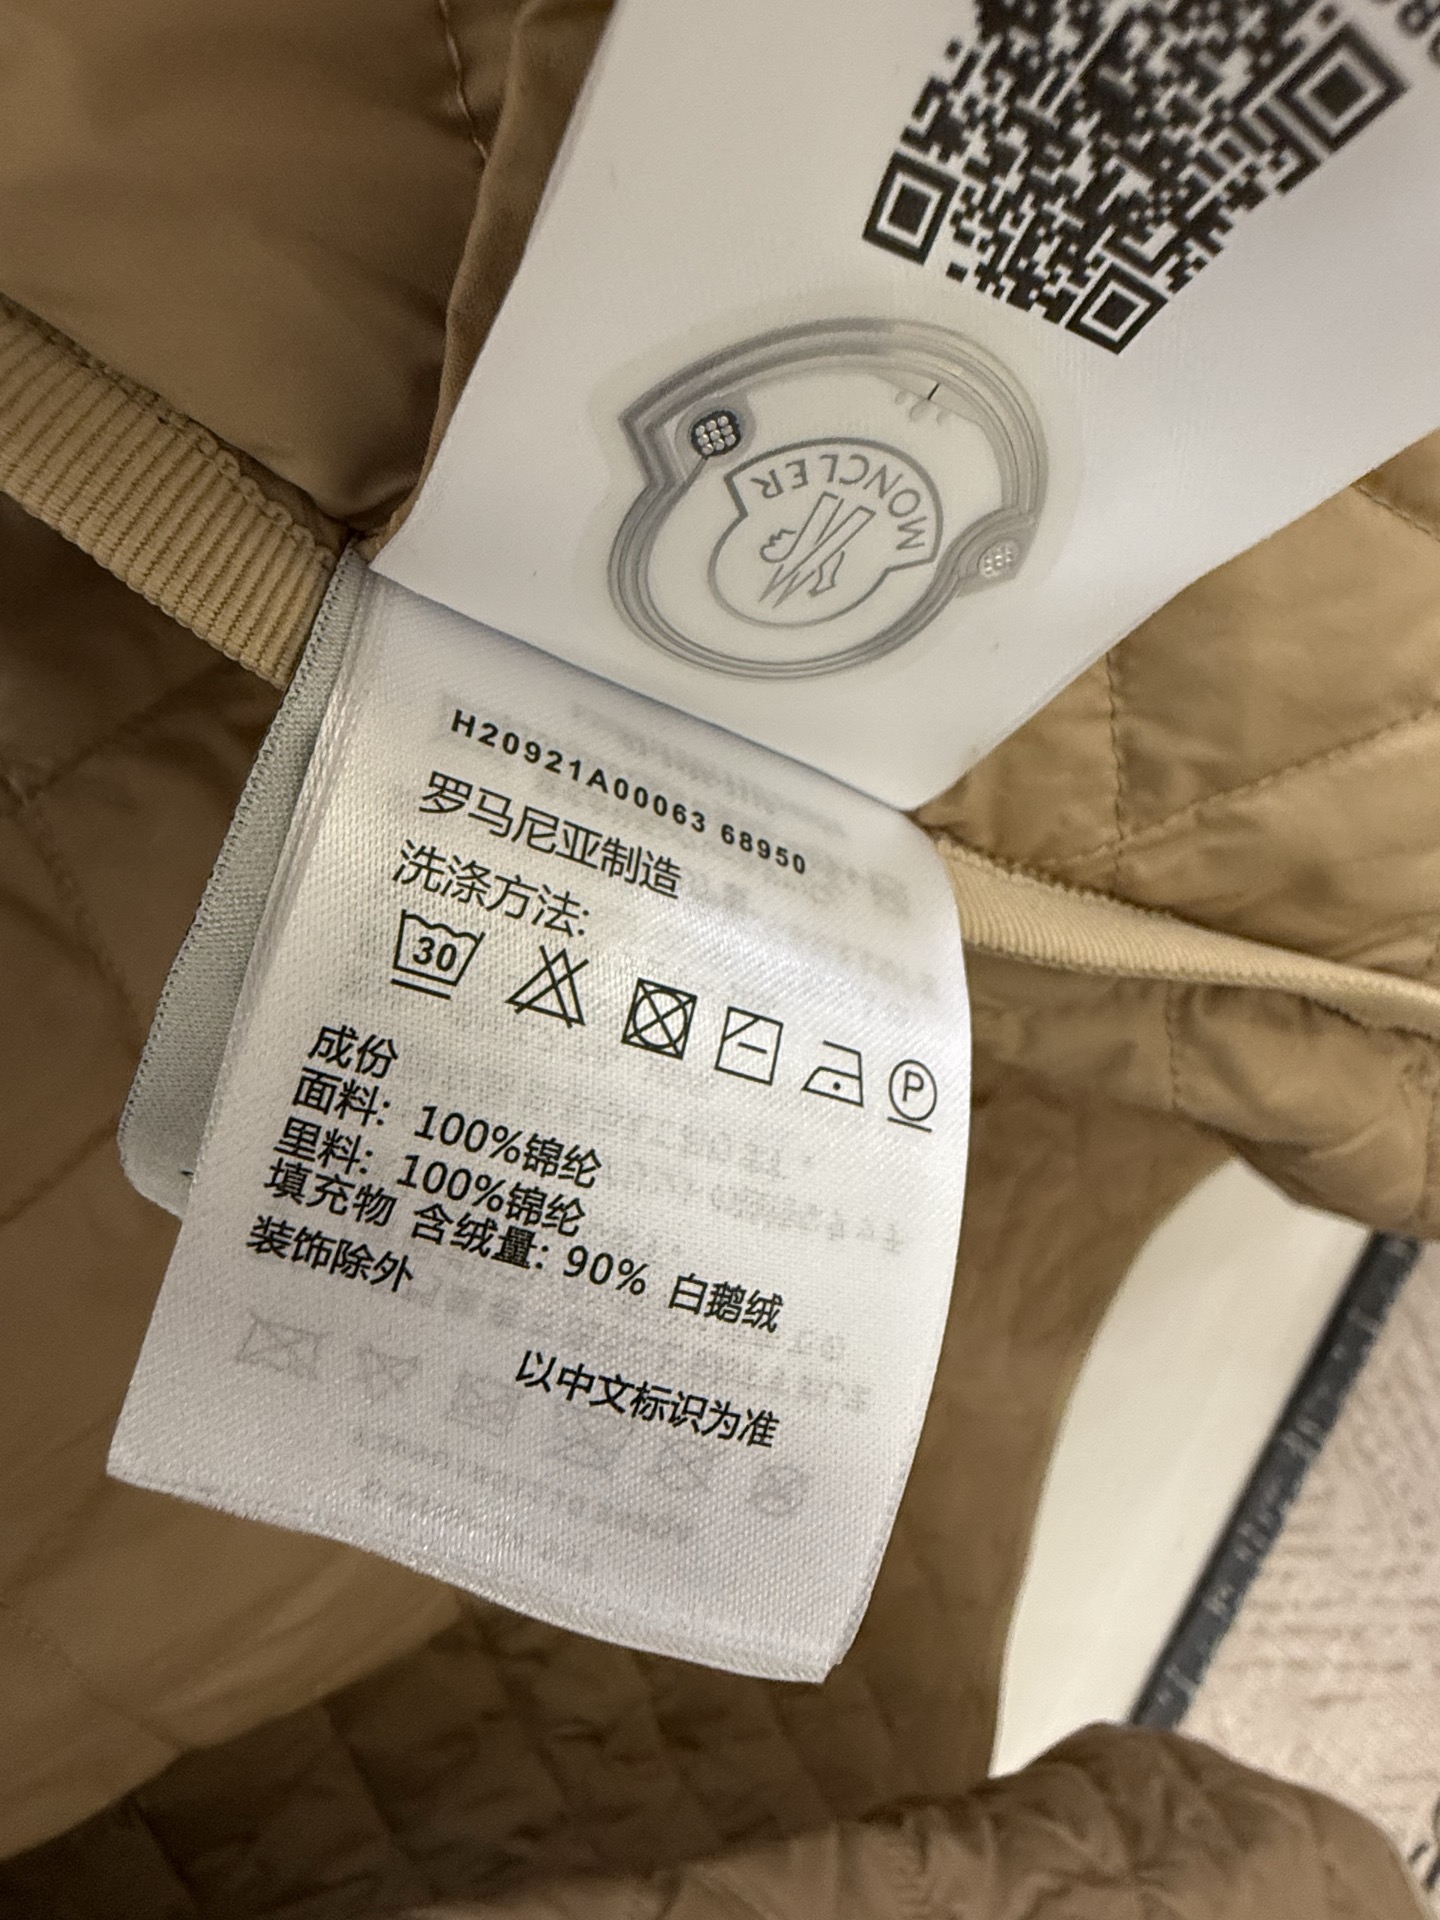 MONCLER
H20921A00063 68950
罗马尼亚制造
洗涤方法:
30
P
成份
面料: 100%锦纶
里料: 100%锦纶
填充物 含绒量: 90% 白鹅绒
装饰除外
以中文标识为准